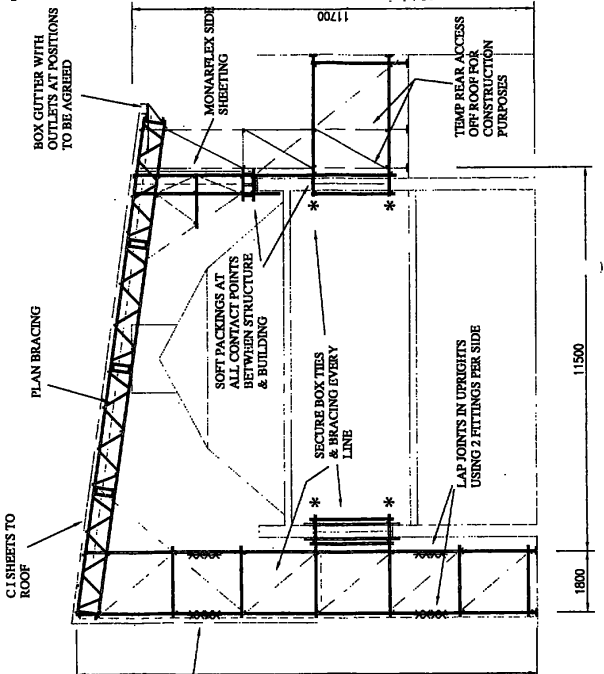 11700
BOX GUTTER WITH
OUTLETS AT POSITIONS
TO BE AGREED
MONARFLEX SIDE
SHEETING
TEMP REAR ACCESS
OFF ROOF FOR
CONSTRUCTION
PURPOSES
PLAN BRACING
SOFT PACKINGS AT
ALL CONTACT POINTS
BETWEEN STRUCTURE
& BUILDING
* *
SECURE BOX TIES
& BRACING EVERY
LINE
* *
LAP JOINTS IN UPRIGHTS
USING 2 FITTINGS PER SIDE
C I SHEETS TO
ROOF
11500
1800